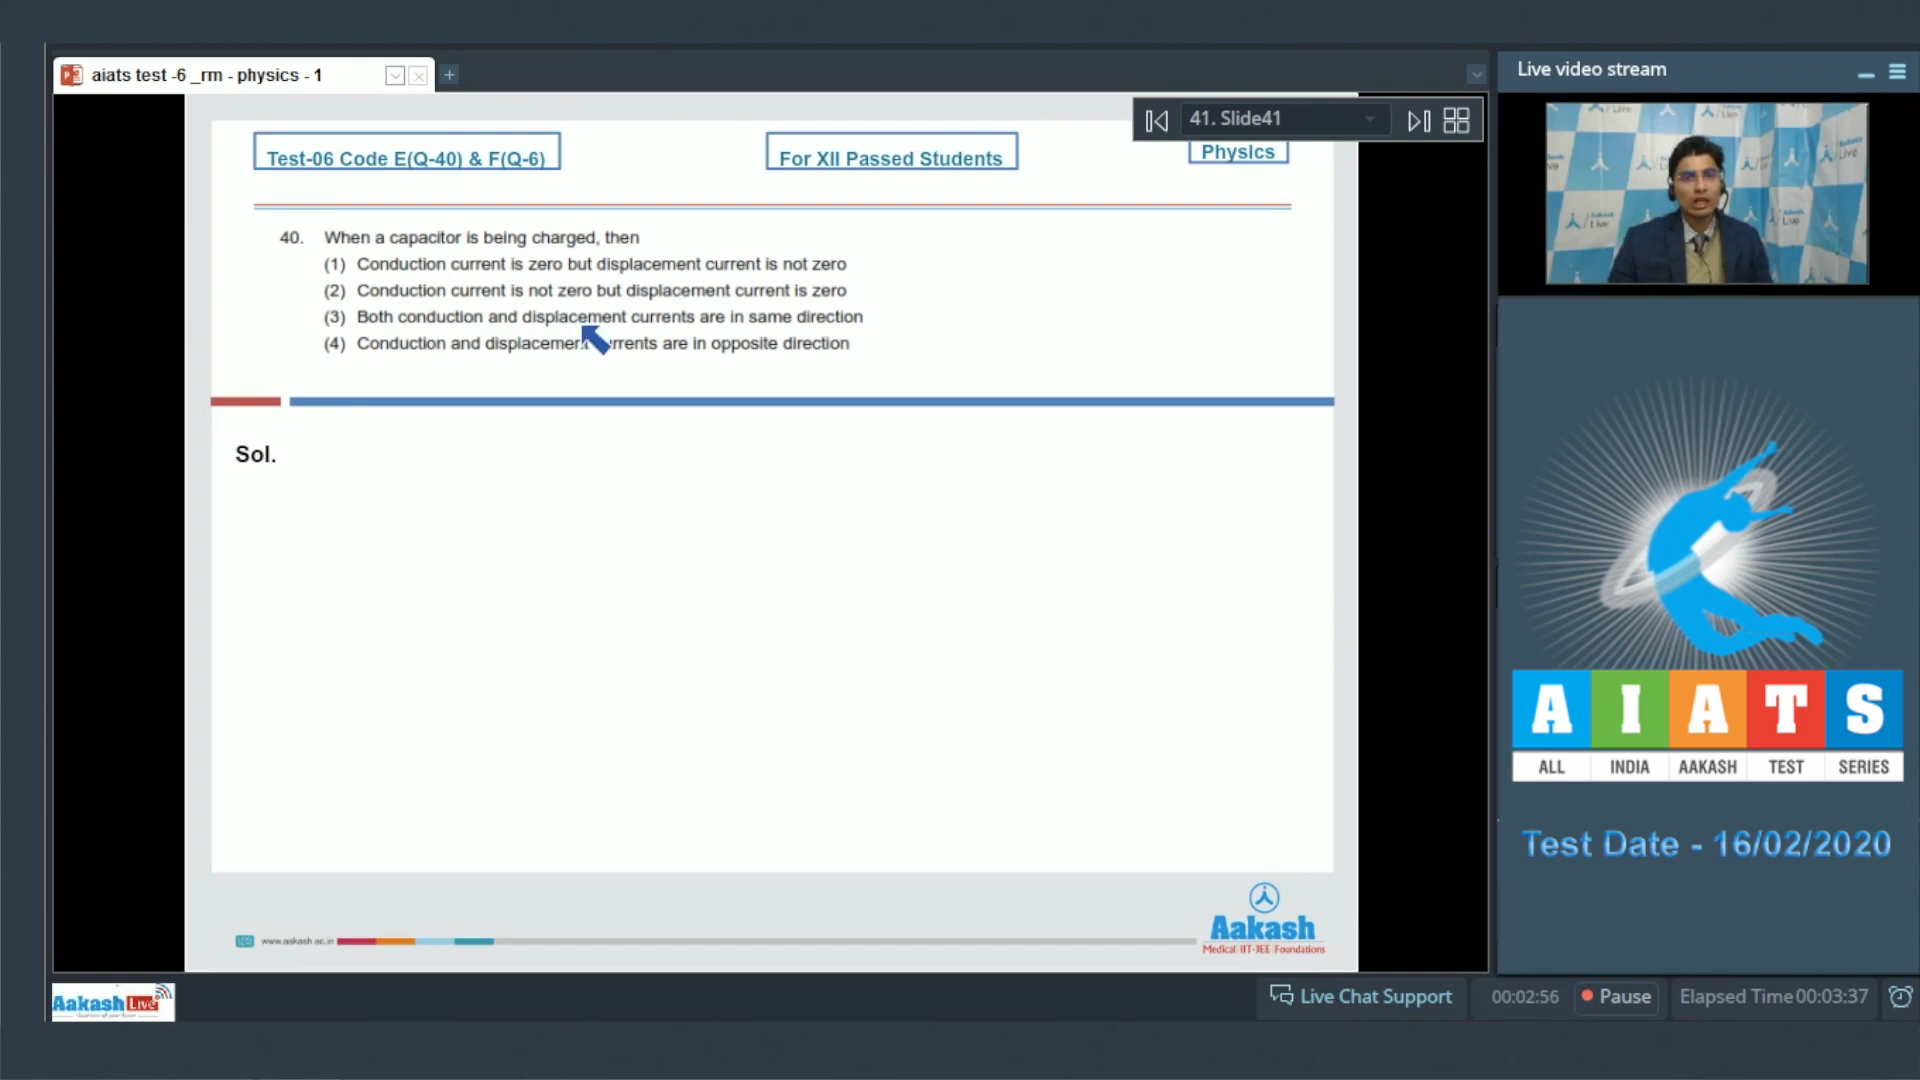 aiats test -6 _rm - physics - 1
Live video stream
41. Slide41
Test-06 Code E(Q-40) & F(Q-6)
For XII Passed Students
Physics
40. When a capacitor is being charged, then
(1) Conduction current is zero but displacement current is not zero
(2) Conduction current is not zero but displacement current is zero
(3) Both conduction and displacement currents are in same direction
(4) Conduction and displacement currents are in opposite direction
Sol.
A I A T S
ALL INDIA AAKASH TEST SERIES
Test Date - 16/02/2020
www.aakash.ac.in
Aakash
Medical|IIT-JEE|Foundations
Aakash Live
Live Chat Support
00:02:56
Pause
Elapsed Time 00:03:37